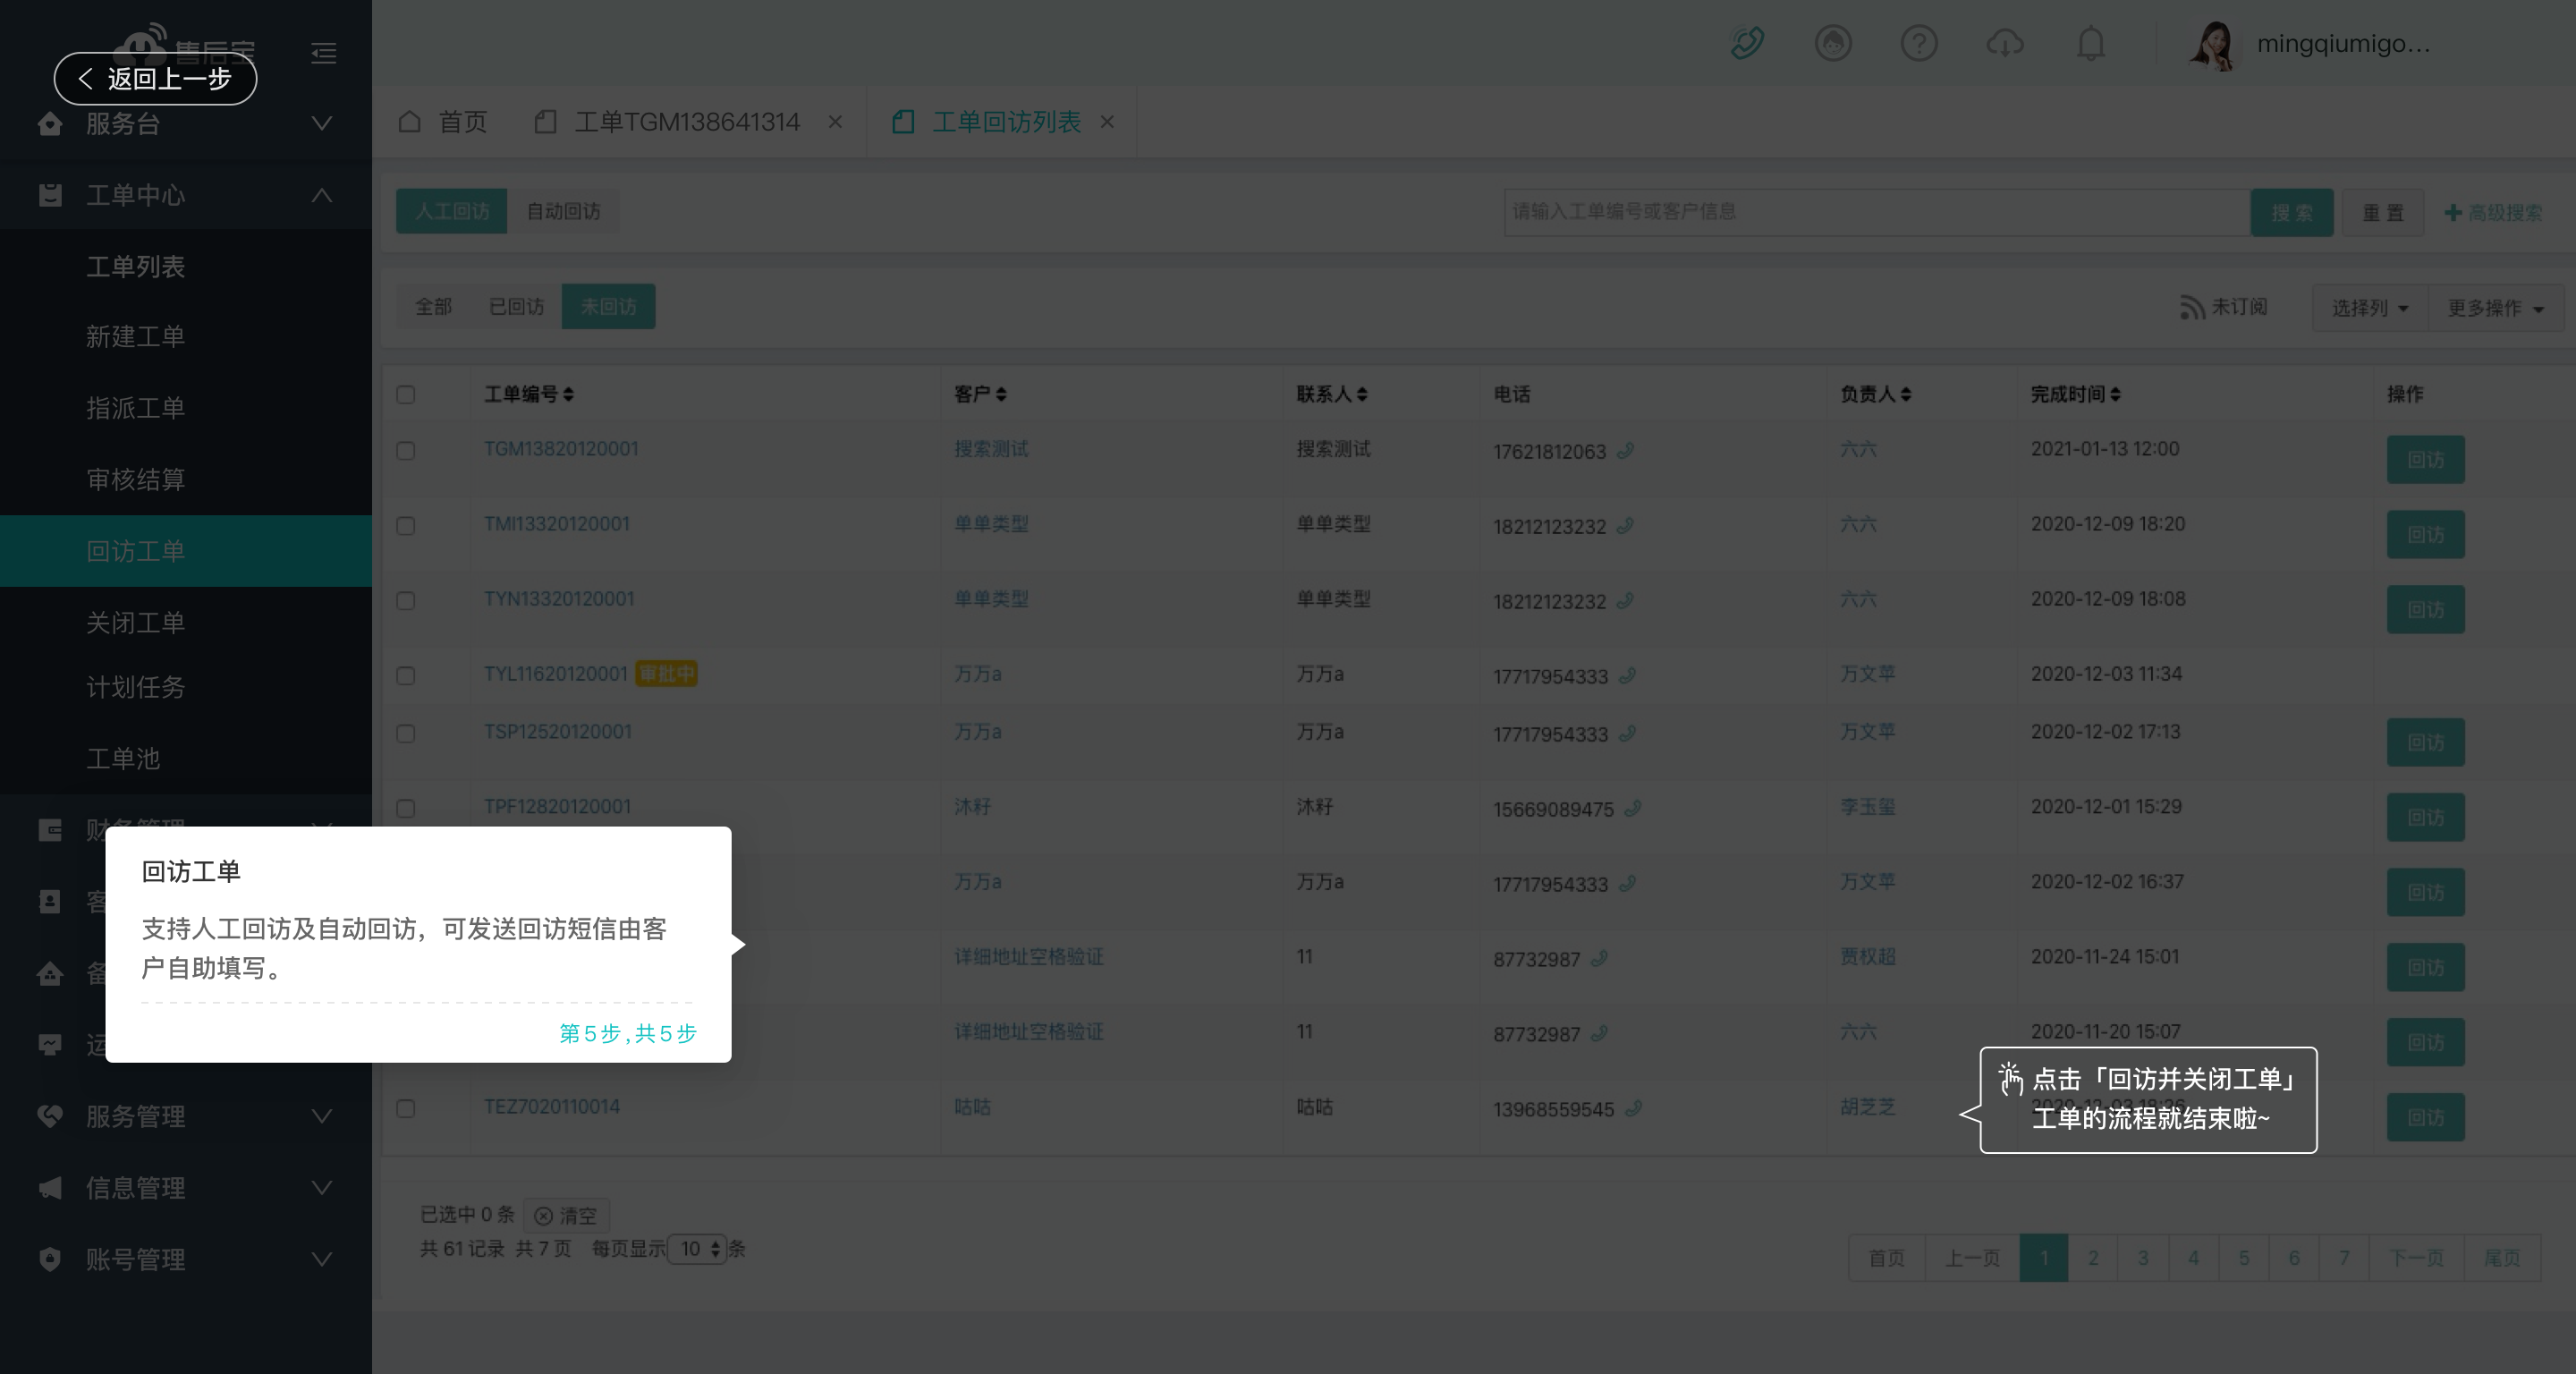 售后宝
返回上一步
mingqiumigo...
服务台
首页
工单TGM138641314
工单回访列表
工单中心
人工回访
自动回访
请输入工单编号或客户信息
搜 索
重 置
高级搜索
工单列表
新建工单
指派工单
审核结算
回访工单
关闭工单
计划任务
工单池
全部
已回访
未回访
未订阅
选择列
更多操作
工单编号 客户 联系人 电话 负责人 完成时间 操作
TGM13820120001 搜索测试 搜索测试 17621812063 六六 2021-01-13 12:00 回访
TMI13320120001 单单类型 单单类型 18212123232 六六 2020-12-09 18:20 回访
TYN13320120001 单单类型 单单类型 18212123232 六六 2020-12-09 18:08 回访
TYL11620120001 审批中 万万a 万万a 17717954333 万文苹 2020-12-03 11:34
TSP12520120001 万万a 万万a 17717954333 万文苹 2020-12-02 17:13 回访
TPF12820120001 沐籽 沐籽 15669089475 李玉玺 2020-12-01 15:29 回访
万万a 万万a 17717954333 万文苹 2020-12-02 16:37 回访
详细地址空格验证 11 87732987 贾权超 2020-11-24 15:01 回访
详细地址空格验证 11 87732987 六六 2020-11-20 15:07 回访
TEZ7020110014 咕咕 咕咕 13968559545 胡芝芝 回访
财务管理
回访工单
支持人工回访及自动回访，可发送回访短信由客
户自助填写。
第5步,共5步
点击「回访并关闭工单」
工单的流程就结束啦~
服务管理
信息管理
账号管理
已选中 0 条 清空
共 61 记录 共 7 页 每页显示 10 条
首页 上一页 1 2 3 4 5 6 7 下一页 尾页